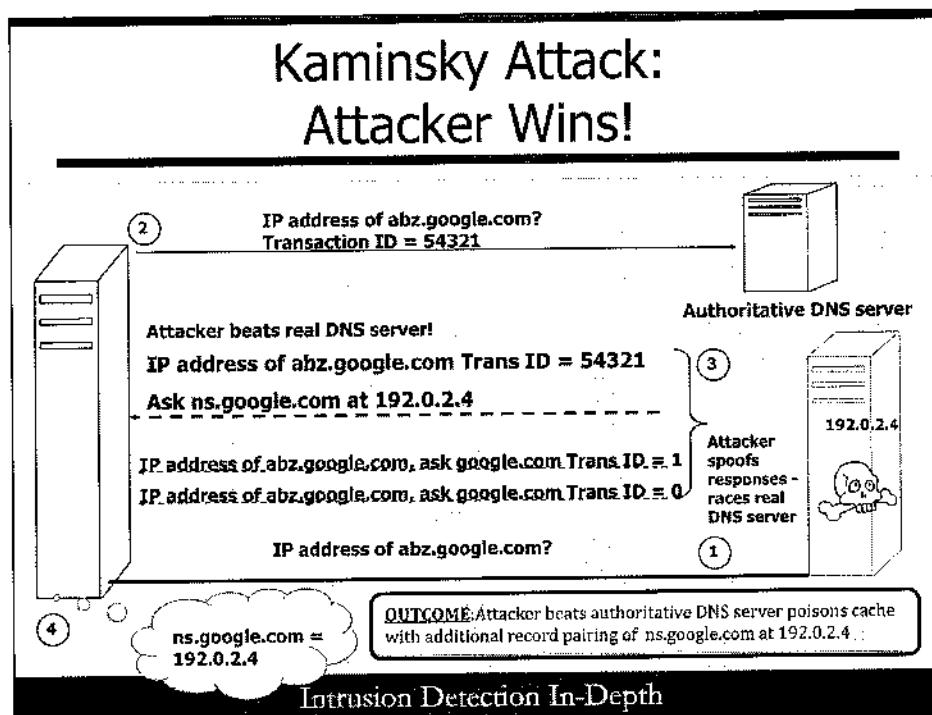 Kaminsky Attack:
Attacker Wins!
2
IP address of abz.google.com?
Transaction ID = 54321
Authoritative DNS server
Attacker beats real DNS server!
IP address of abz.google.com Trans ID = 54321
Ask ns.google.com at 192.0.2.4
3
192.0.2.4
Attacker
spoofs
responses -
races real
DNS server
IP address of abz.google.com, ask google.com Trans ID = 1
IP address of abz.google.com, ask google.com Trans ID = 0
IP address of abz.google.com?
1
4
ns.google.com =
192.0.2.4
OUTCOME:Attacker beats authoritative DNS server poisons cache
with additional record pairing of ns.google.com at 192.0.2.4
Intrusion Detection In-Depth